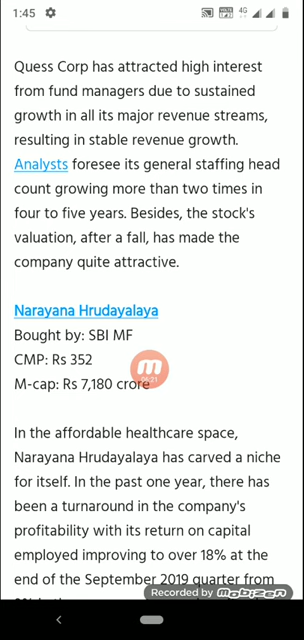 1:45
4G
Quess Corp has attracted high interest
from fund managers due to sustained
growth in all its major revenue streams,
resulting in stable revenue growth.
Analysts foresee its general staffing head
count growing more than two times in
four to five years. Besides, the stock's
valuation, after a fall, has made the
company quite attractive.
Narayana Hrudayalaya
Bought by: SBI MF
CMP: Rs 352
M-cap: Rs 7,180 crore
In the affordable healthcare space,
Narayana Hrudayalaya has carved a niche
for itself. In the past one year, there has
been a turnaround in the company's
profitability with its return on capital
employed improving to over 18% at the
end of the September 2019 quarter from
Recorded by mobizen